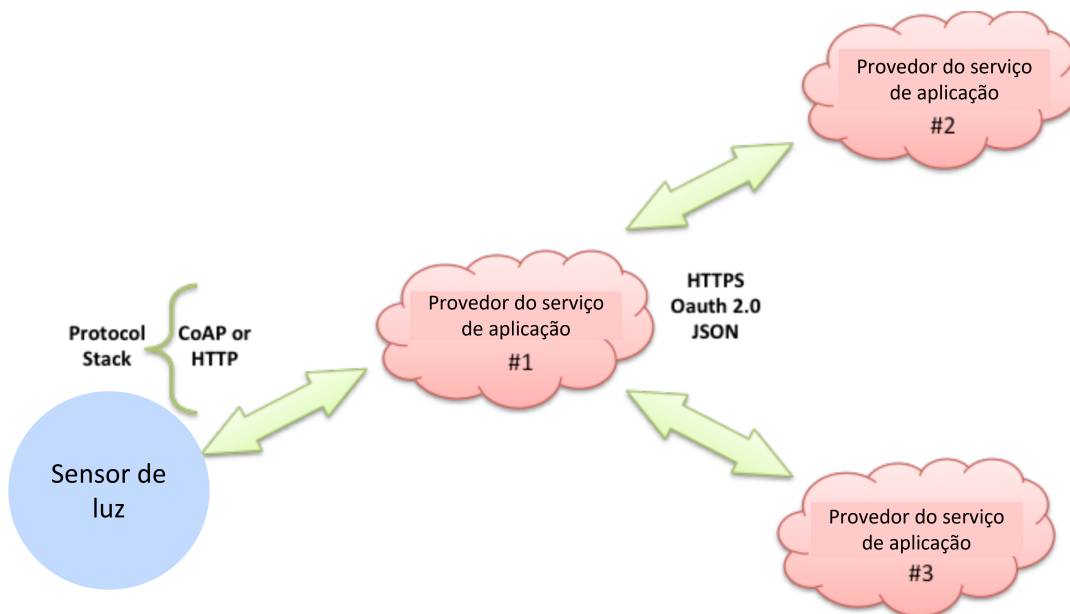 Provedor do serviço
de aplicação
#2
Provedor do serviço
de aplicação
#1
HTTPS
Oauth 2.0
JSON
Protocol
Stack
CoAP or
HTTP
Sensor de
luz
Provedor do serviço
de aplicação
#3